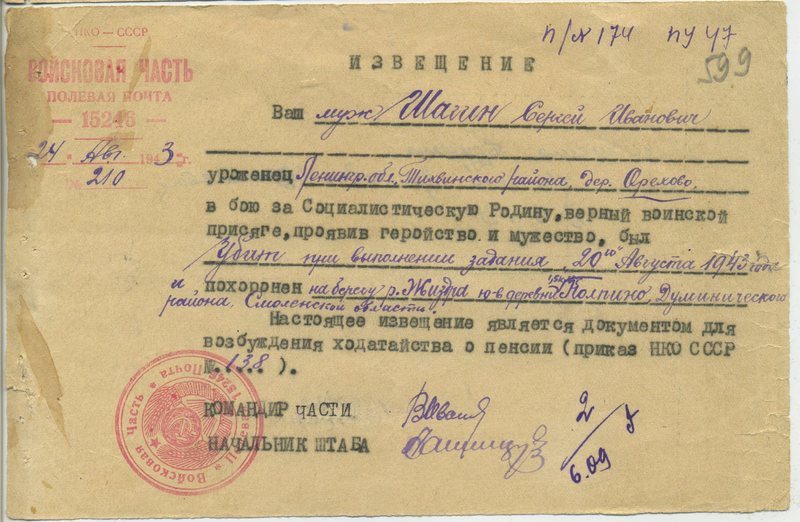 НКО — СССР
ВОЙСКОВАЯ ЧАСТЬ
ПОЛЕВАЯ ПОЧТА
— 15245 —
24 " Авг. 1943 г.
№ 210
П/№ 174 ПУ 47
599
ИЗВЕЩЕНИЕ
Ваш муж Шагин Сергей Иванович
уроженец Ленингр. обл. Тихвинского района, дер. Орехово
в бою за Социалистическую Родину, верный воинской
присяге, проявив геройство и мужество, был
Убит при выполнении задания 20го Августа 1943 года
и похоронен на берегу р. Жиздра ю-в деревни Колпино, Думинического
района Смоленской области.
Настоящее извещение является документом для
возбуждения ходатайства о пенсии (приказ НКО СССР
№ .138.. ).
КОМАНДИР ЧАСТИ
НАЧАЛЬНИК ШТАБА
2
6.09
Войсковая Часть * Полевая Почта 15245 *